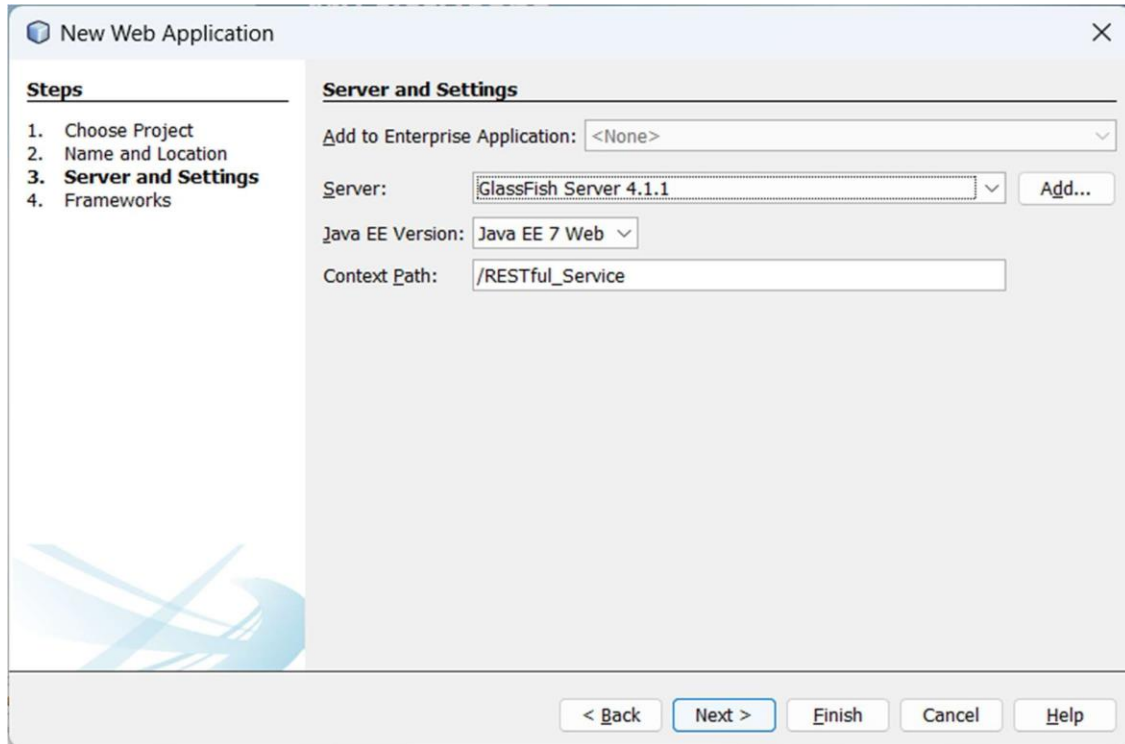 New Web Application
Steps
1. Choose Project
2. Name and Location
3. Server and Settings
4. Frameworks
Server and Settings
Add to Enterprise Application: <None>
Server: GlassFish Server 4.1.1 Add...
Java EE Version: Java EE 7 Web
Context Path: /RESTful_Service
< Back Next > Finish Cancel Help